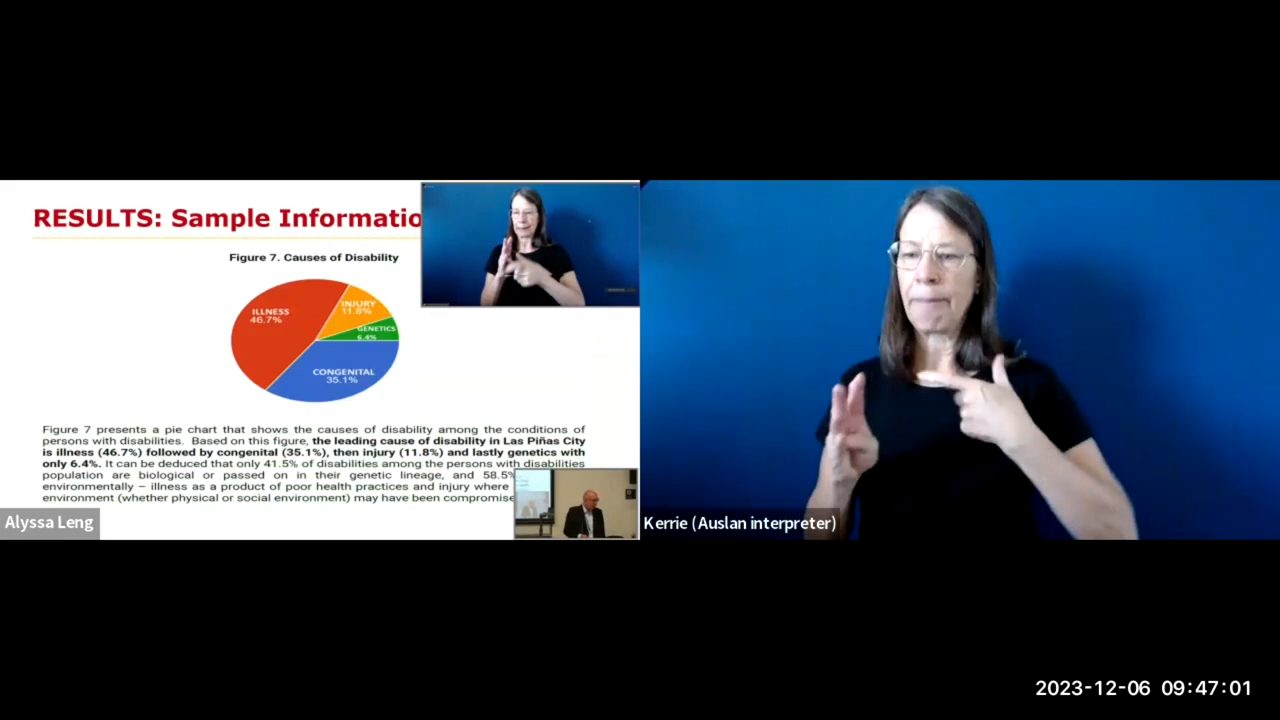 RESULTS: Sample Informatio
Figure 7. Causes of Disability
ILLNESS
46.7%
INJURY
11.8%
GENETICS
6.4%
CONGENITAL
35.1%
Figure 7 presents a pie chart that shows the causes of disability among the conditions of
persons with disabilities. Based on this figure, the leading cause of disability in Las Piñas City
is illness (46.7%) followed by congenital (35.1%), then injury (11.8%) and lastly genetics with
only 6.4%. It can be deduced that only 41.5% of disabilities among the persons with disabilities
population are biological or passed on in their genetic lineage, and 58.5%
environmentally – illness as a product of poor health practices and injury where
environment (whether physical or social environment) may have been compromise
Alyssa Leng
Kerrie (Auslan interpreter)
2023-12-06 09:47:01